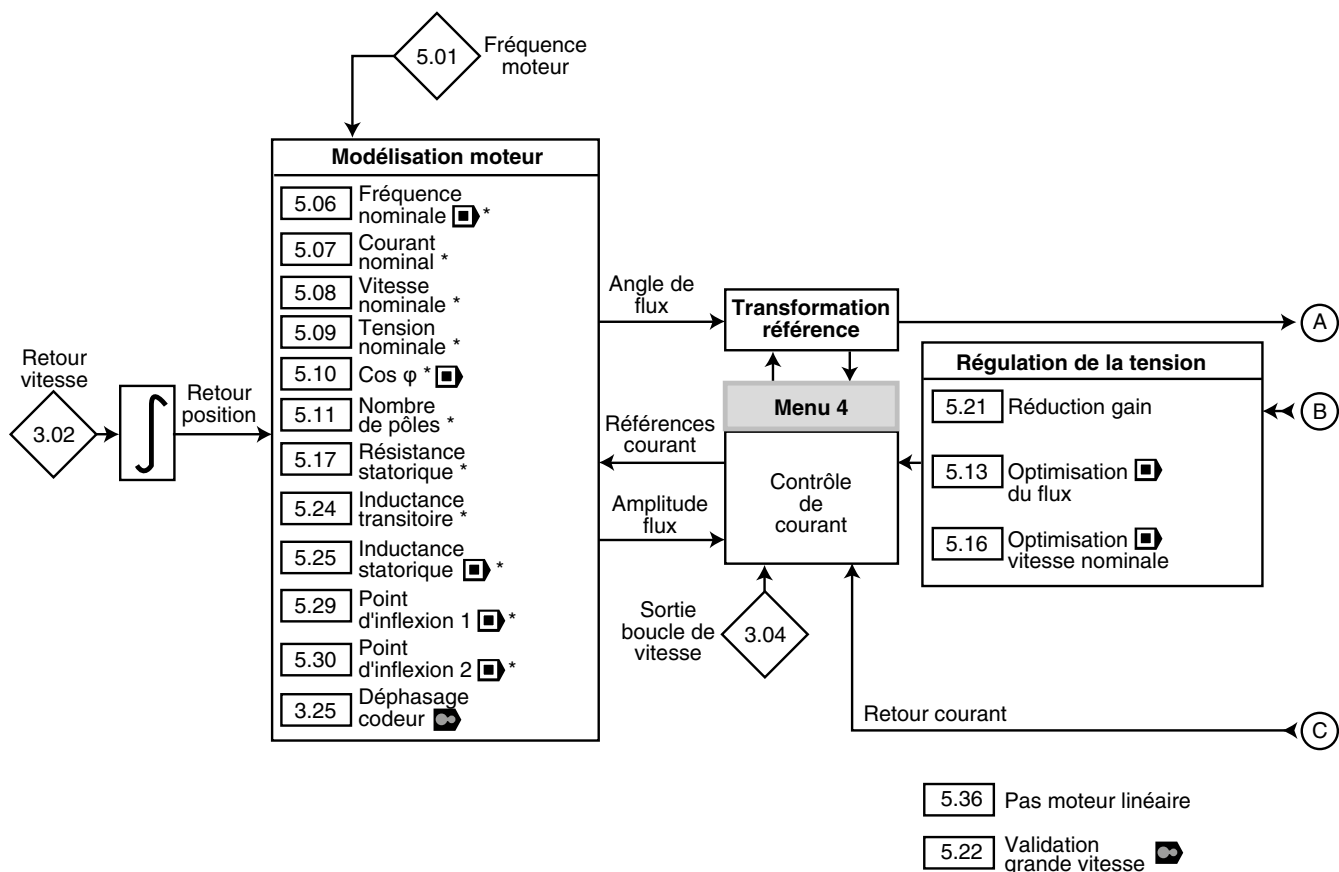 5.01
Fréquence
moteur
Modélisation moteur
5.06 Fréquence
nominale *
5.07 Courant
nominal *
5.08 Vitesse
nominale *
5.09 Tension
nominale *
5.10 Cos φ *
5.11 Nombre
de pôles *
5.17 Résistance
statorique *
5.24 Inductance
transitoire *
5.25 Inductance
statorique *
5.29 Point
d'inflexion 1 *
5.30 Point
d'inflexion 2 *
3.25 Déphasage
codeur
Retour
vitesse
3.02
∫
Retour
position
Angle de
flux
Références
courant
Amplitude
flux
Transformation
référence
Menu 4
Contrôle
de
courant
Sortie
boucle de
vitesse
3.04
Régulation de la tension
5.21 Réduction gain
5.13 Optimisation
du flux
5.16 Optimisation
vitesse nominale
A
B
Retour courant
C
5.36 Pas moteur linéaire
5.22 Validation
grande vitesse